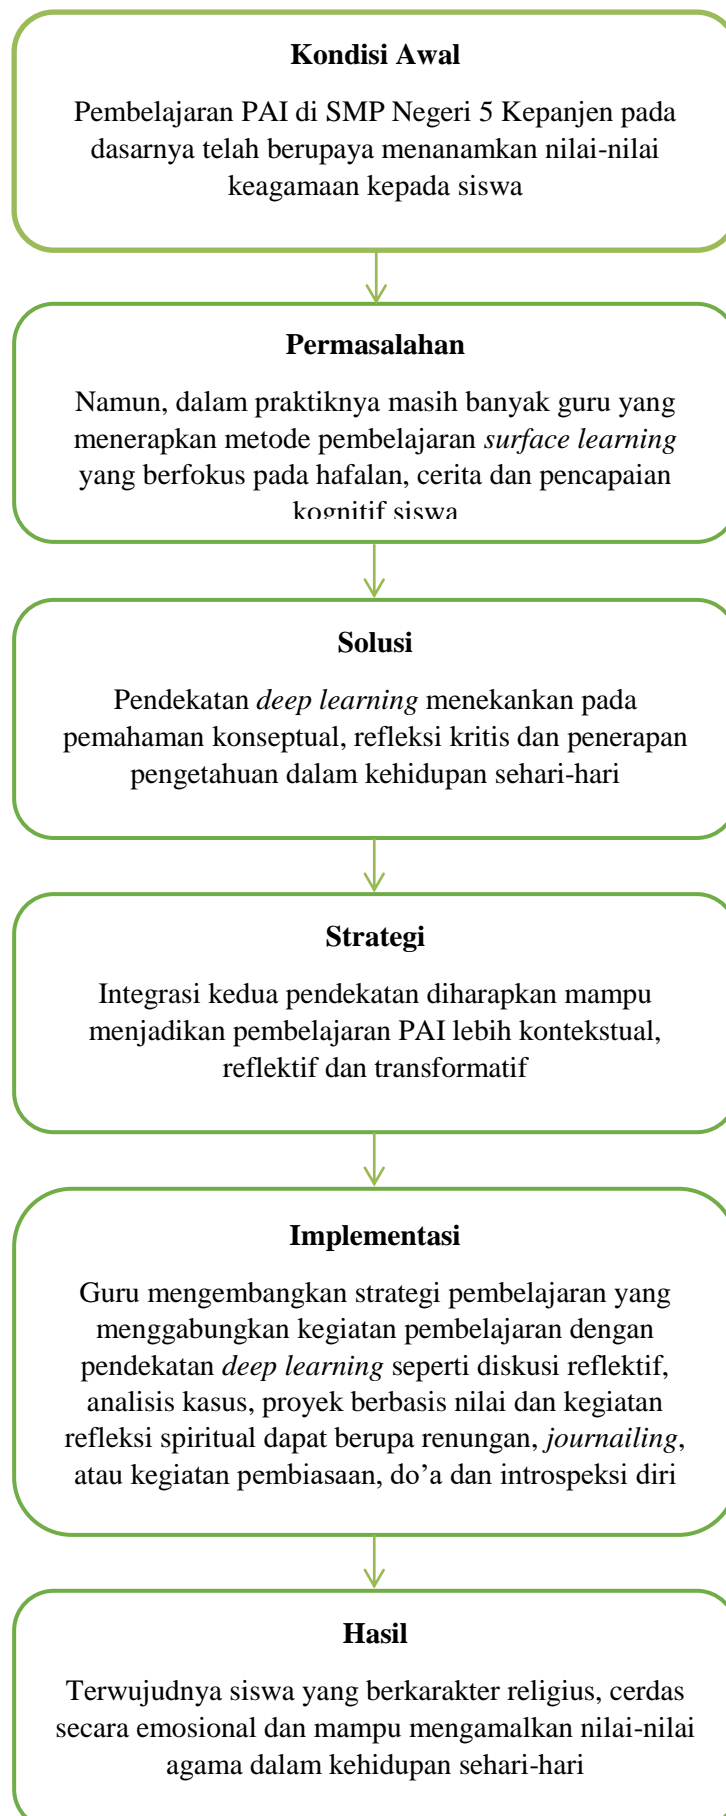 Kondisi Awal
Pembelajaran PAI di SMP Negeri 5 Kepanjen pada
dasarnya telah berupaya menanamkan nilai-nilai
keagamaan kepada siswa
Permasalahan
Namun, dalam praktiknya masih banyak guru yang
menerapkan metode pembelajaran surface learning
yang berfokus pada hafalan, cerita dan pencapaian
kognitif siswa
Solusi
Pendekatan deep learning menekankan pada
pemahaman konseptual, refleksi kritis dan penerapan
pengetahuan dalam kehidupan sehari-hari
Strategi
Integrasi kedua pendekatan diharapkan mampu
menjadikan pembelajaran PAI lebih kontekstual,
reflektif dan transformatif
Implementasi
Guru mengembangkan strategi pembelajaran yang
menggabungkan kegiatan pembelajaran dengan
pendekatan deep learning seperti diskusi reflektif,
analisis kasus, proyek berbasis nilai dan kegiatan
refleksi spiritual dapat berupa renungan, journailing,
atau kegiatan pembiasaan, do’a dan introspeksi diri
Hasil
Terwujudnya siswa yang berkarakter religius, cerdas
secara emosional dan mampu mengamalkan nilai-nilai
agama dalam kehidupan sehari-hari